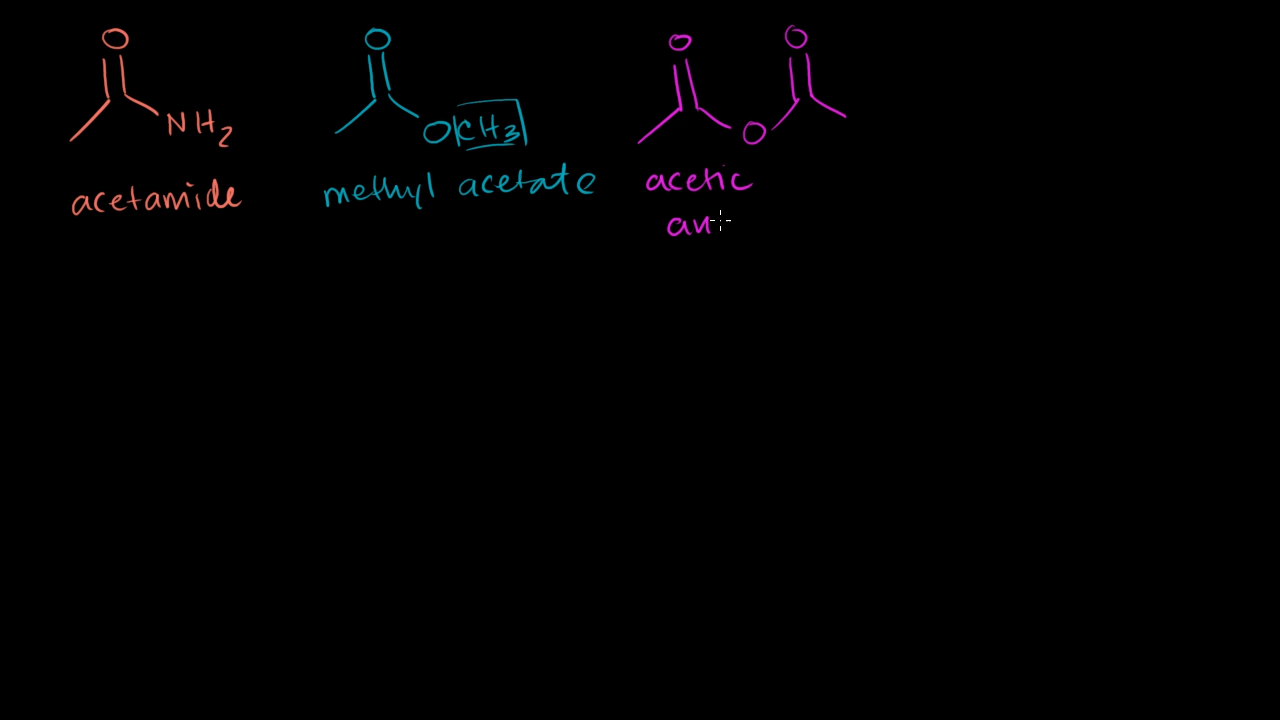 O
NH2
acetamide
O
OCH3
methyl acetate
O
O
O
acetic
an